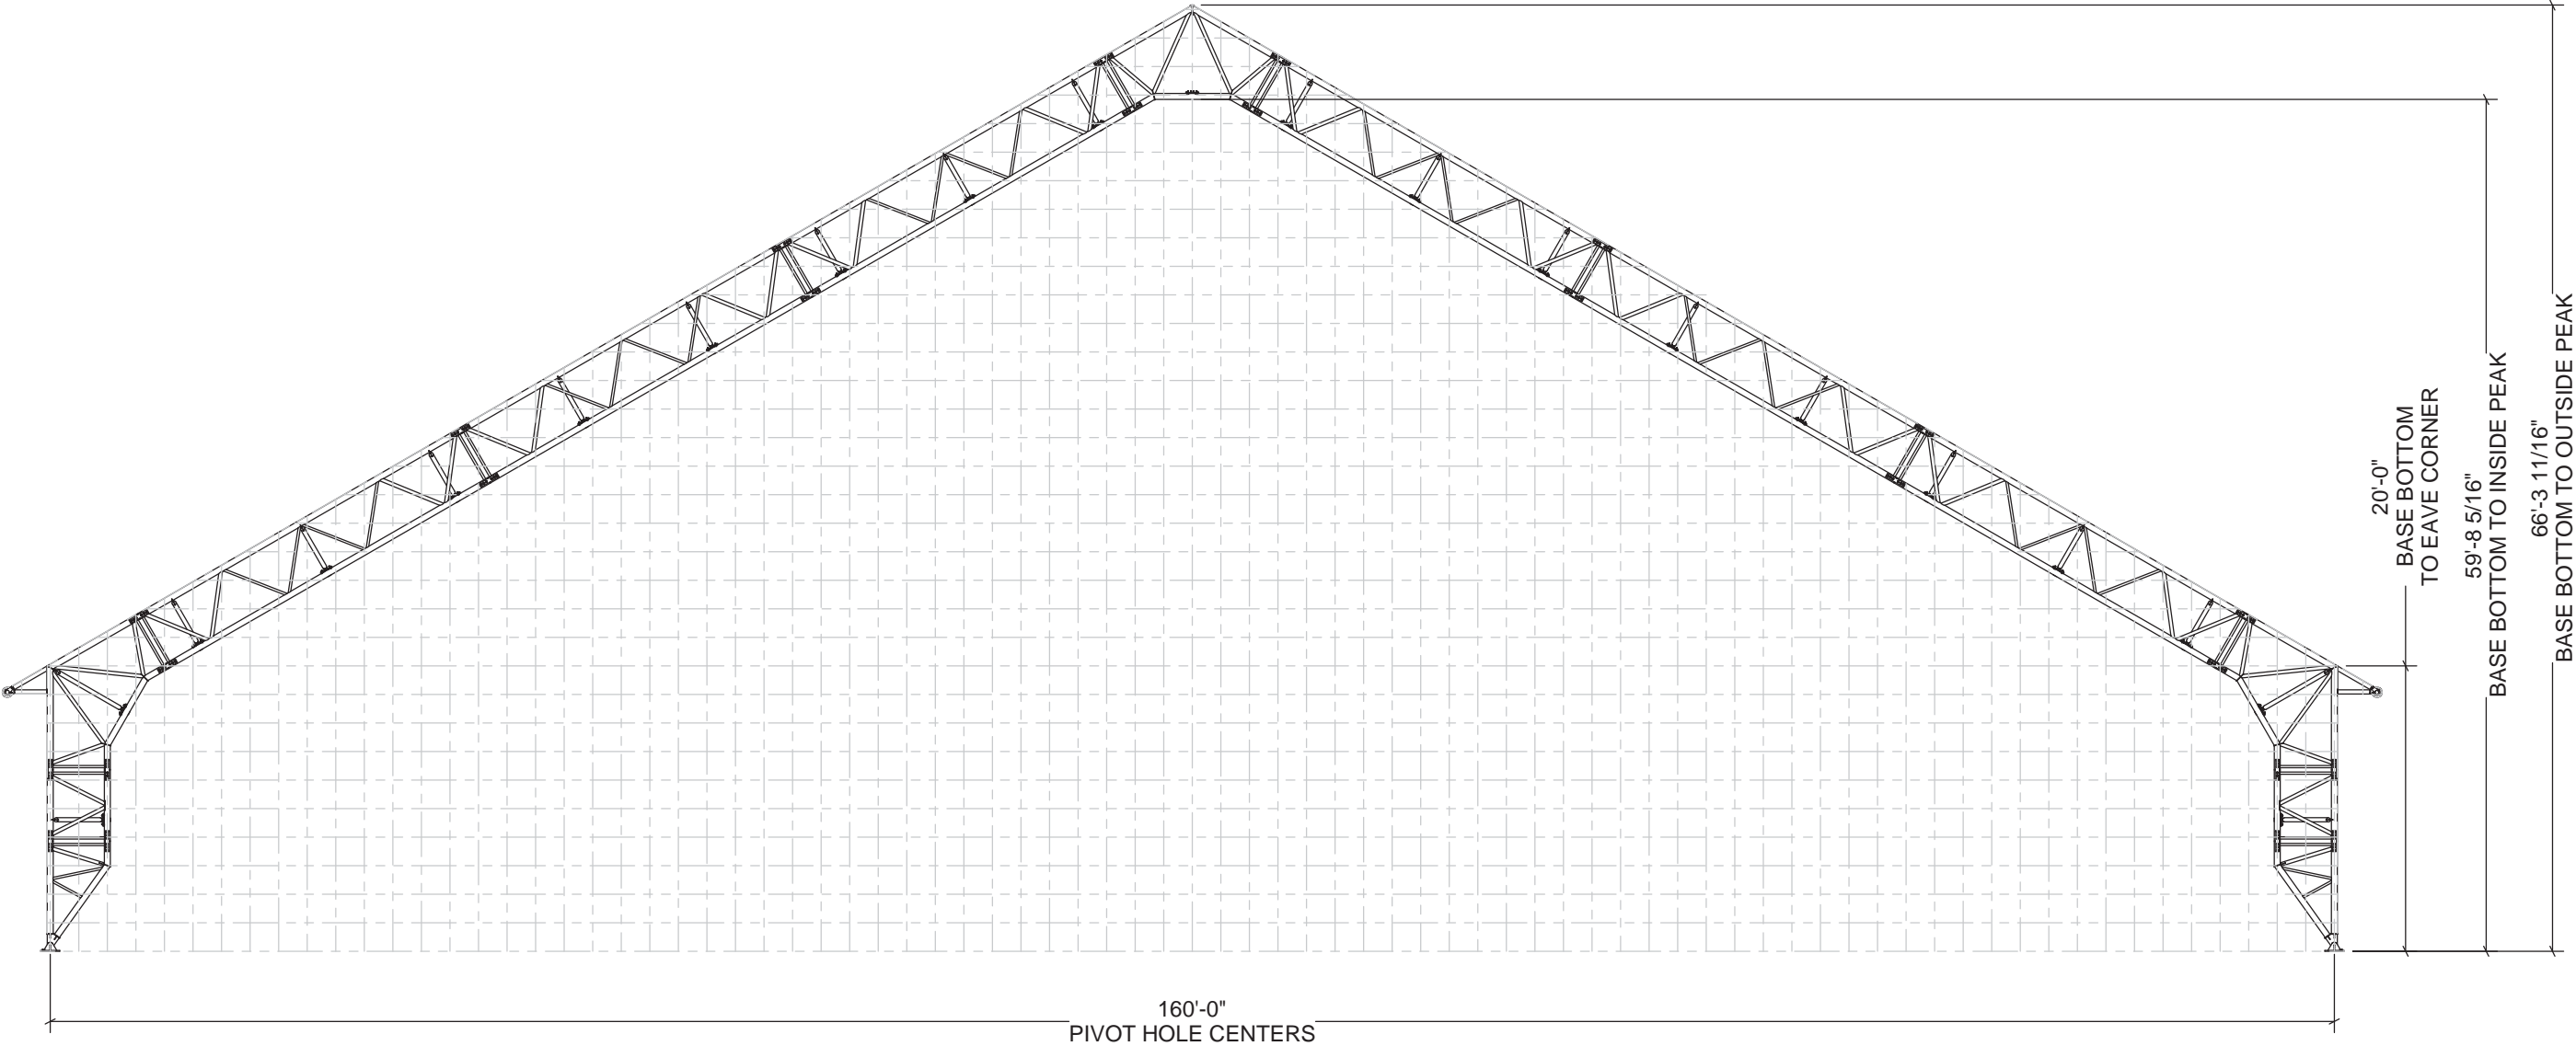 20'-0"
BASE BOTTOM
TO EAVE CORNER
59'-8 5/16"
BASE BOTTOM TO INSIDE PEAK
66'-3 11/16"
BASE BOTTOM TO OUTSIDE PEAK
160'-0"
PIVOT HOLE CENTERS